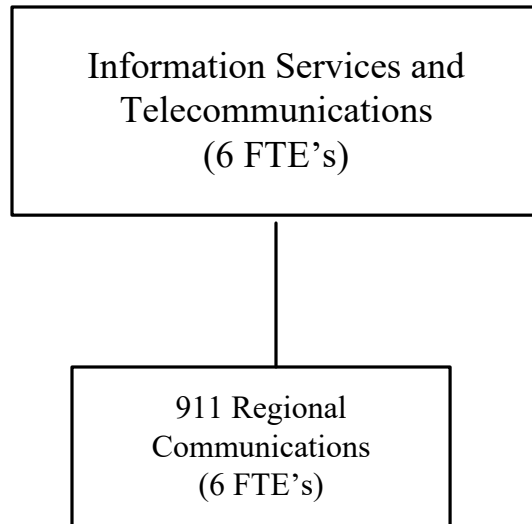 Information Services and
Telecommunications
(6 FTE’s)
911 Regional
Communications
(6 FTE’s)